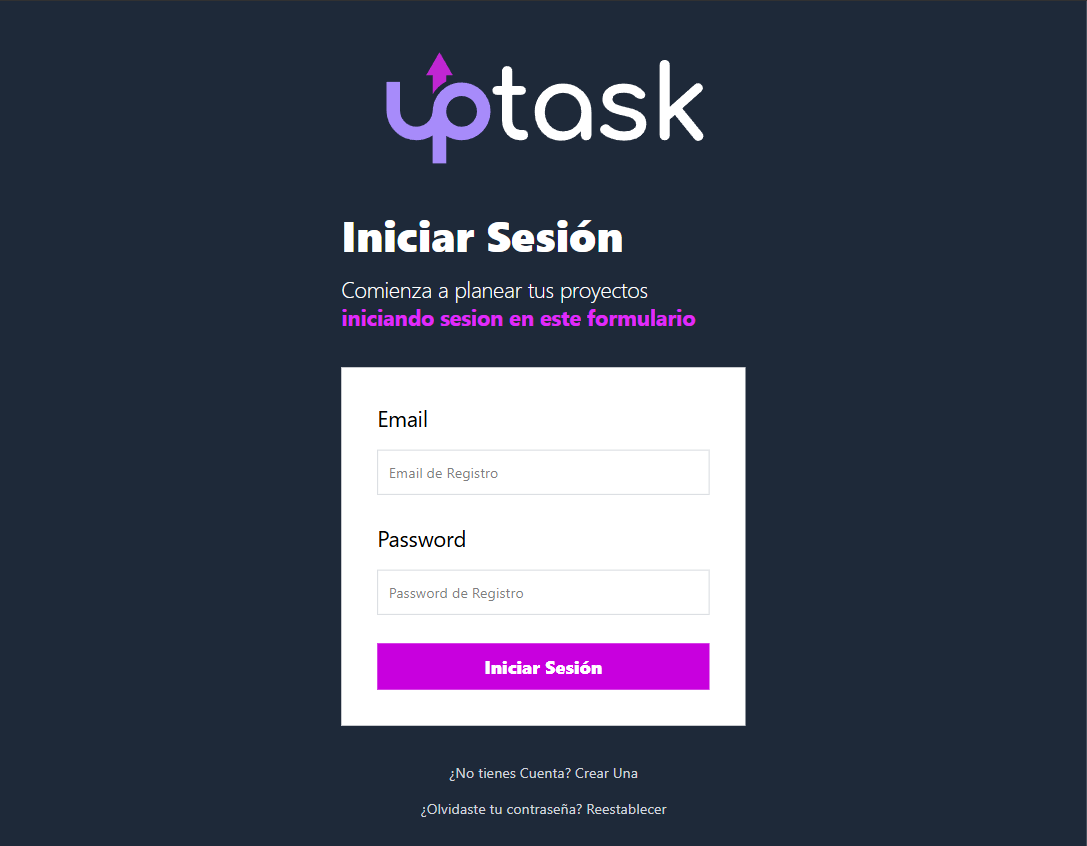 uptask
Iniciar Sesión
Comienza a planear tus proyectos
iniciando sesion en este formulario
Email
Email de Registro
Password
Password de Registro
Iniciar Sesión
¿No tienes Cuenta? Crear Una
¿Olvidaste tu contraseña? Reestablecer